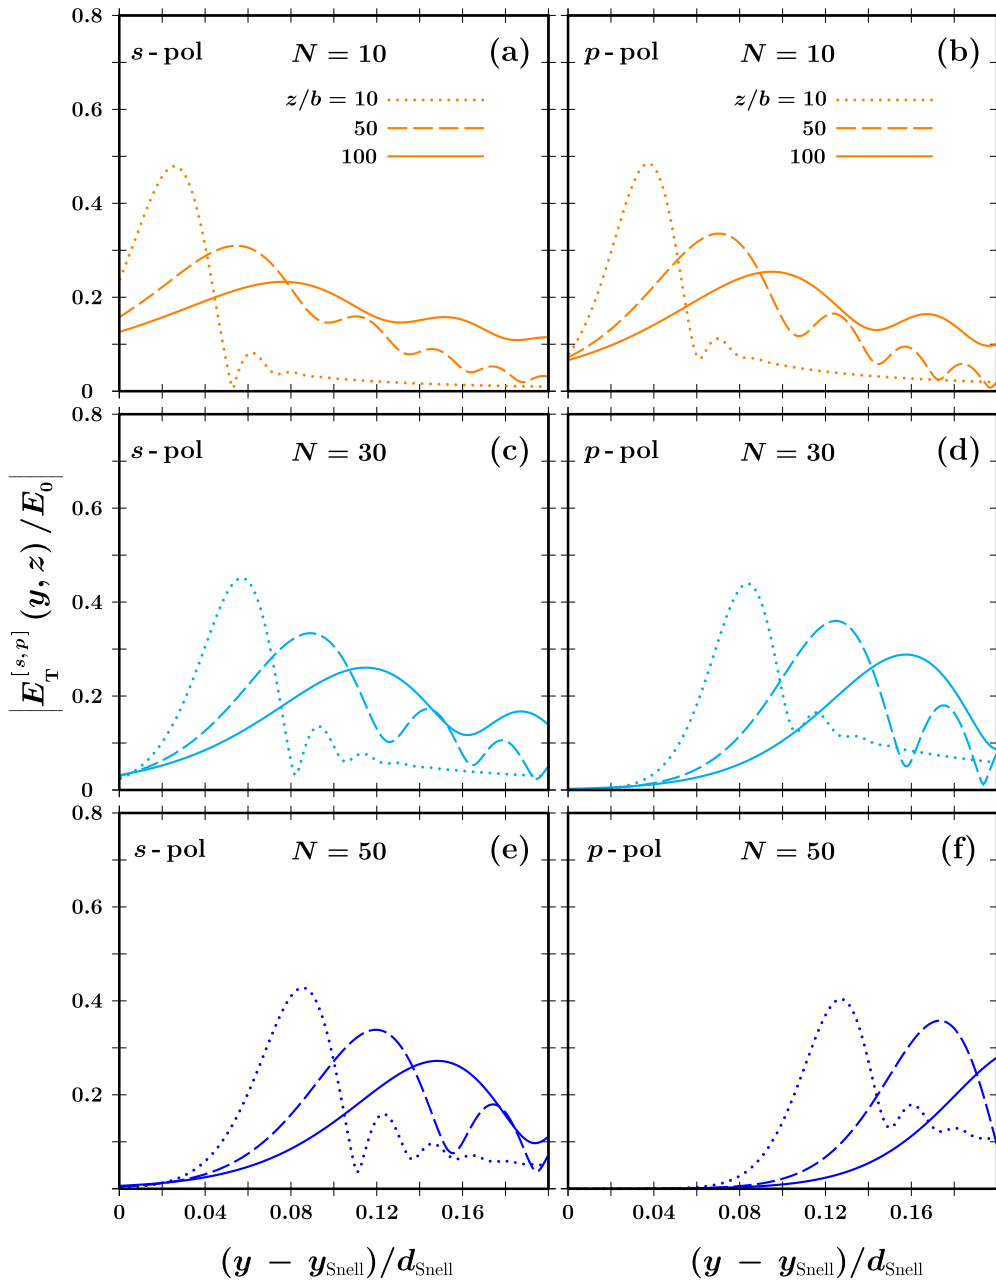 s - pol N = 10 (a)
p - pol N = 10 (b)
z/b = 10
50
100
z/b = 10
50
100
0.8
0.6
0.4
0.2
0
s - pol N = 30 (c)
p - pol N = 30 (d)
0.8
0.6
0.4
0.2
0
|E_T^[s,p] (y, z) / E_0|
s - pol N = 50 (e)
p - pol N = 50 (f)
0.8
0.6
0.4
0.2
0 0.04 0.08 0.12 0.16
0 0.04 0.08 0.12 0.16
(y − y_Snell)/d_Snell
(y − y_Snell)/d_Snell